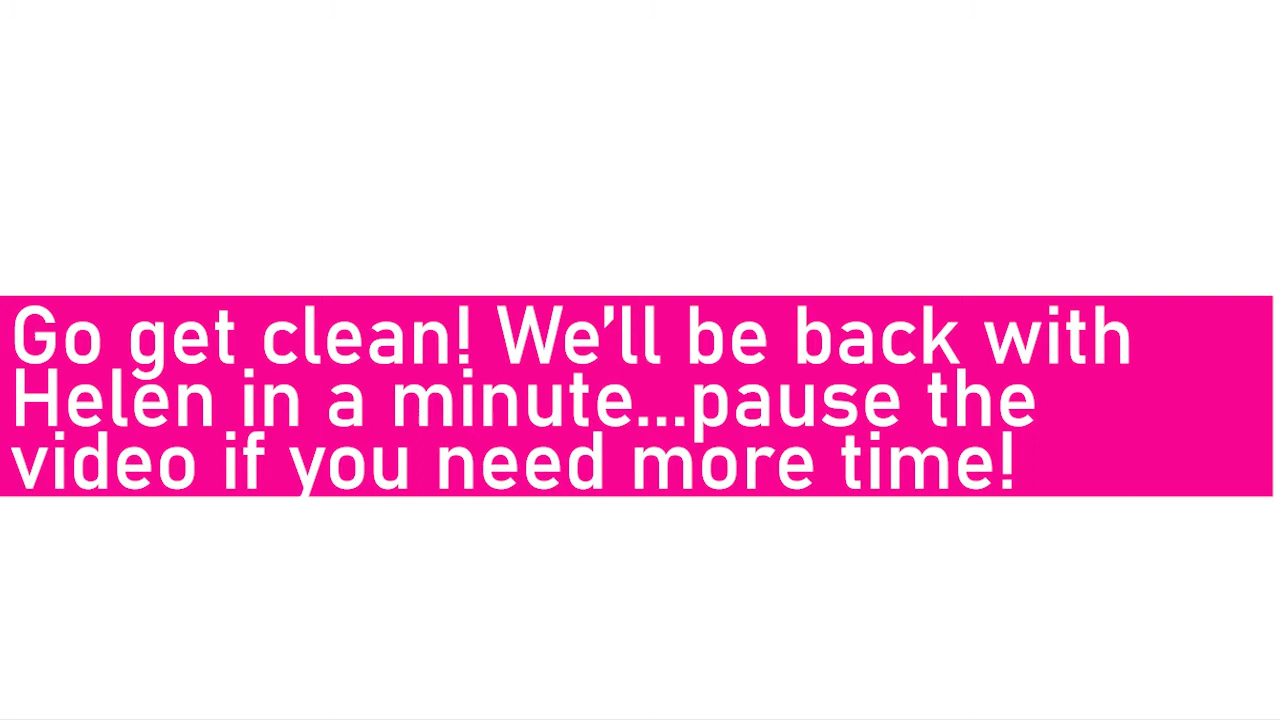 Go get clean! We’ll be back with
Helen in a minute...pause the
video if you need more time!